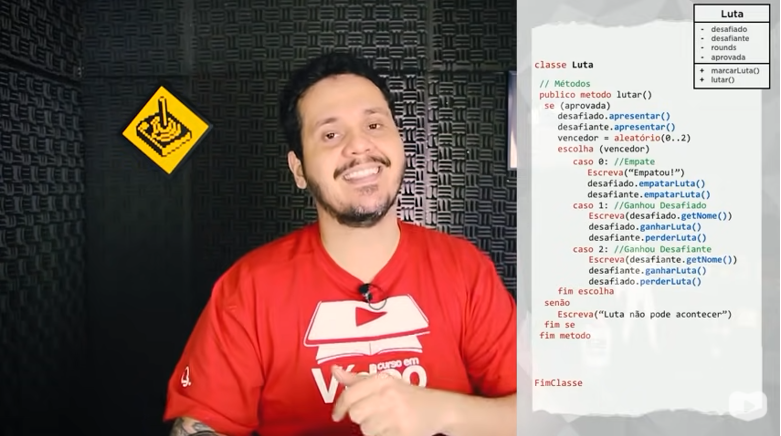 curso em
Luta
- desafiado
- desafiante
- rounds
- aprovada
+ marcarLuta()
+ lutar()
classe Luta
// Métodos
publico metodo lutar()
se (aprovada)
desafiado.apresentar()
desafiante.apresentar()
vencedor = aleatório(0..2)
escolha (vencedor)
caso 0: //Empate
Escreva("Empatou!")
desafiado.empatarLuta()
desafiante.empatarLuta()
caso 1: //Ganhou Desafiado
Escreva(desafiado.getNome())
desafiado.ganharLuta()
desafiante.perderLuta()
caso 2: //Ganhou Desafiante
Escreva(desafiante.getNome())
desafiante.ganharLuta()
desafiado.perderLuta()
fim escolha
senão
Escreva("Luta não pode acontecer")
fim se
fim metodo
FimClasse